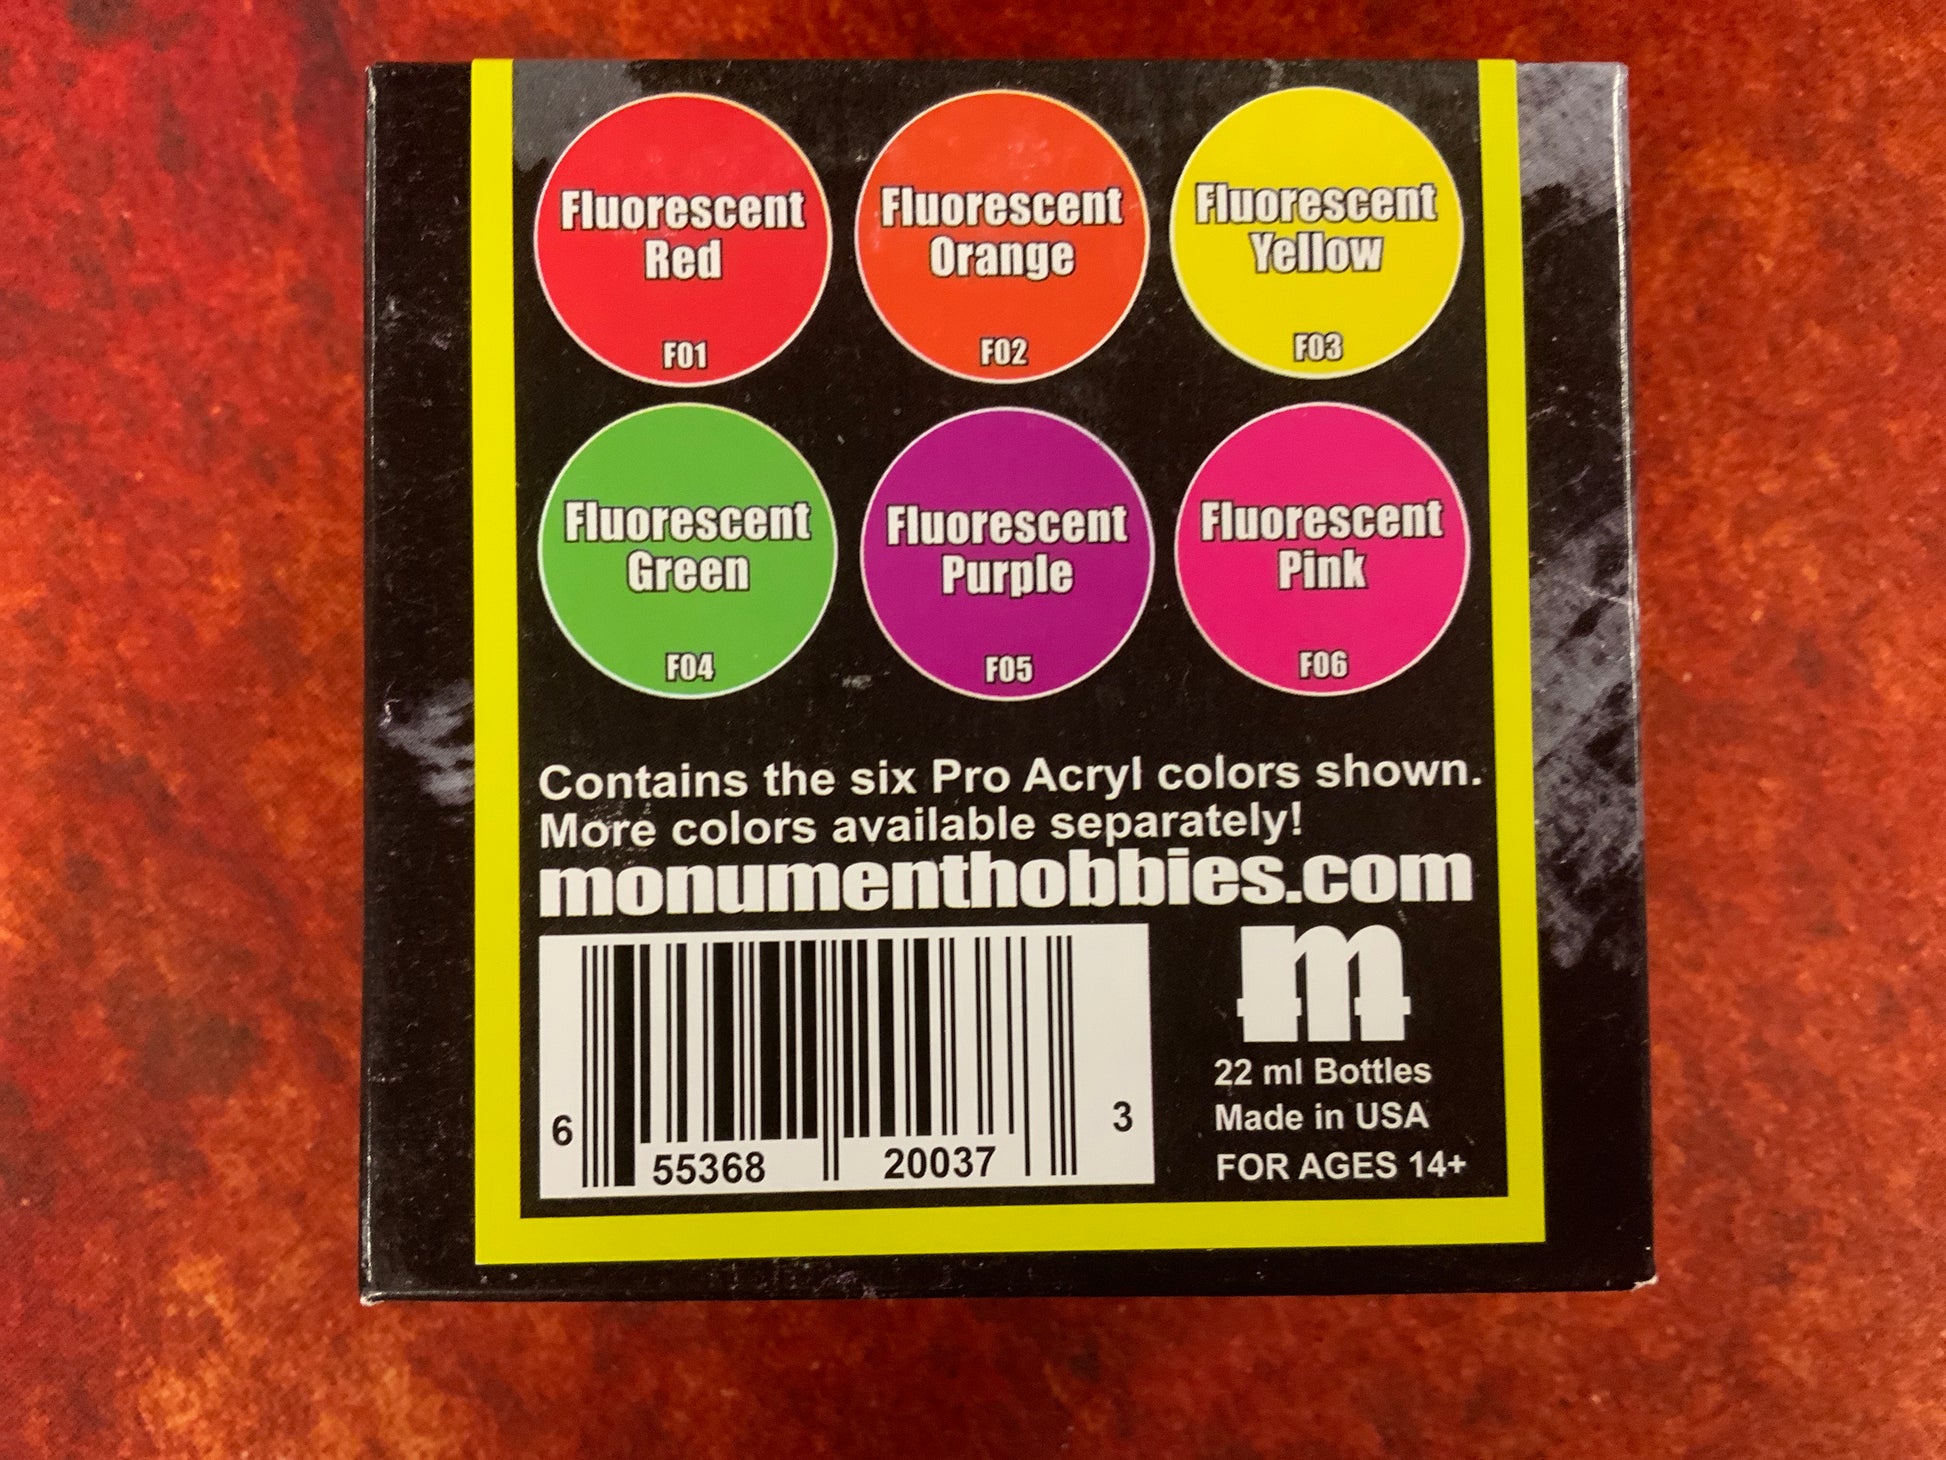 Fluorescent
Red
F01
Fluorescent
Orange
F02
Fluorescent
Yellow
F03
Fluorescent
Green
F04
Fluorescent
Purple
F05
Fluorescent
Pink
F06
Contains the six Pro Acryl colors shown.
More colors available separately!
monumenthobbies.com
6 55368 20037 3
m
22 ml Bottles
Made in USA
FOR AGES 14+